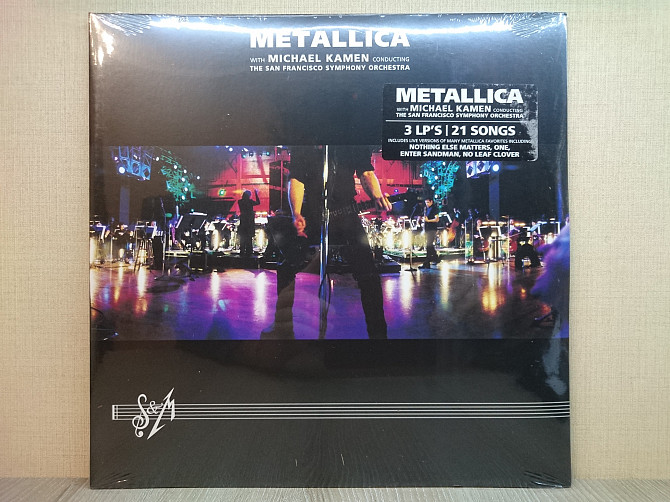 METALLICA
WITH MICHAEL KAMEN CONDUCTING
THE SAN FRANCISCO SYMPHONY ORCHESTRA
METALLICA
WITH MICHAEL KAMEN CONDUCTING
THE SAN FRANCISCO SYMPHONY ORCHESTRA
3 LP'S | 21 SONGS
INCLUDES LIVE VERSIONS OF MANY METALLICA FAVORITES INCLUDING
NOTHING ELSE MATTERS, ONE,
ENTER SANDMAN, NO LEAF CLOVER
S&M